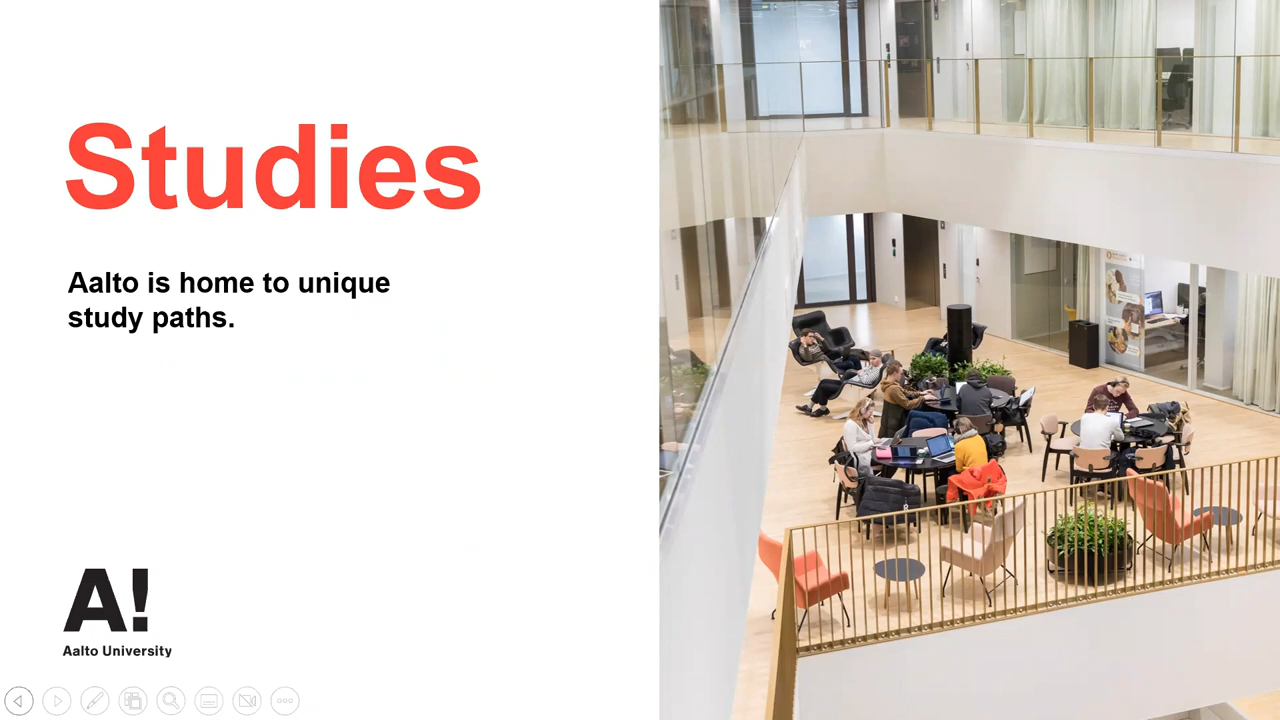 Studies
Aalto is home to unique
study paths.
A!
Aalto University